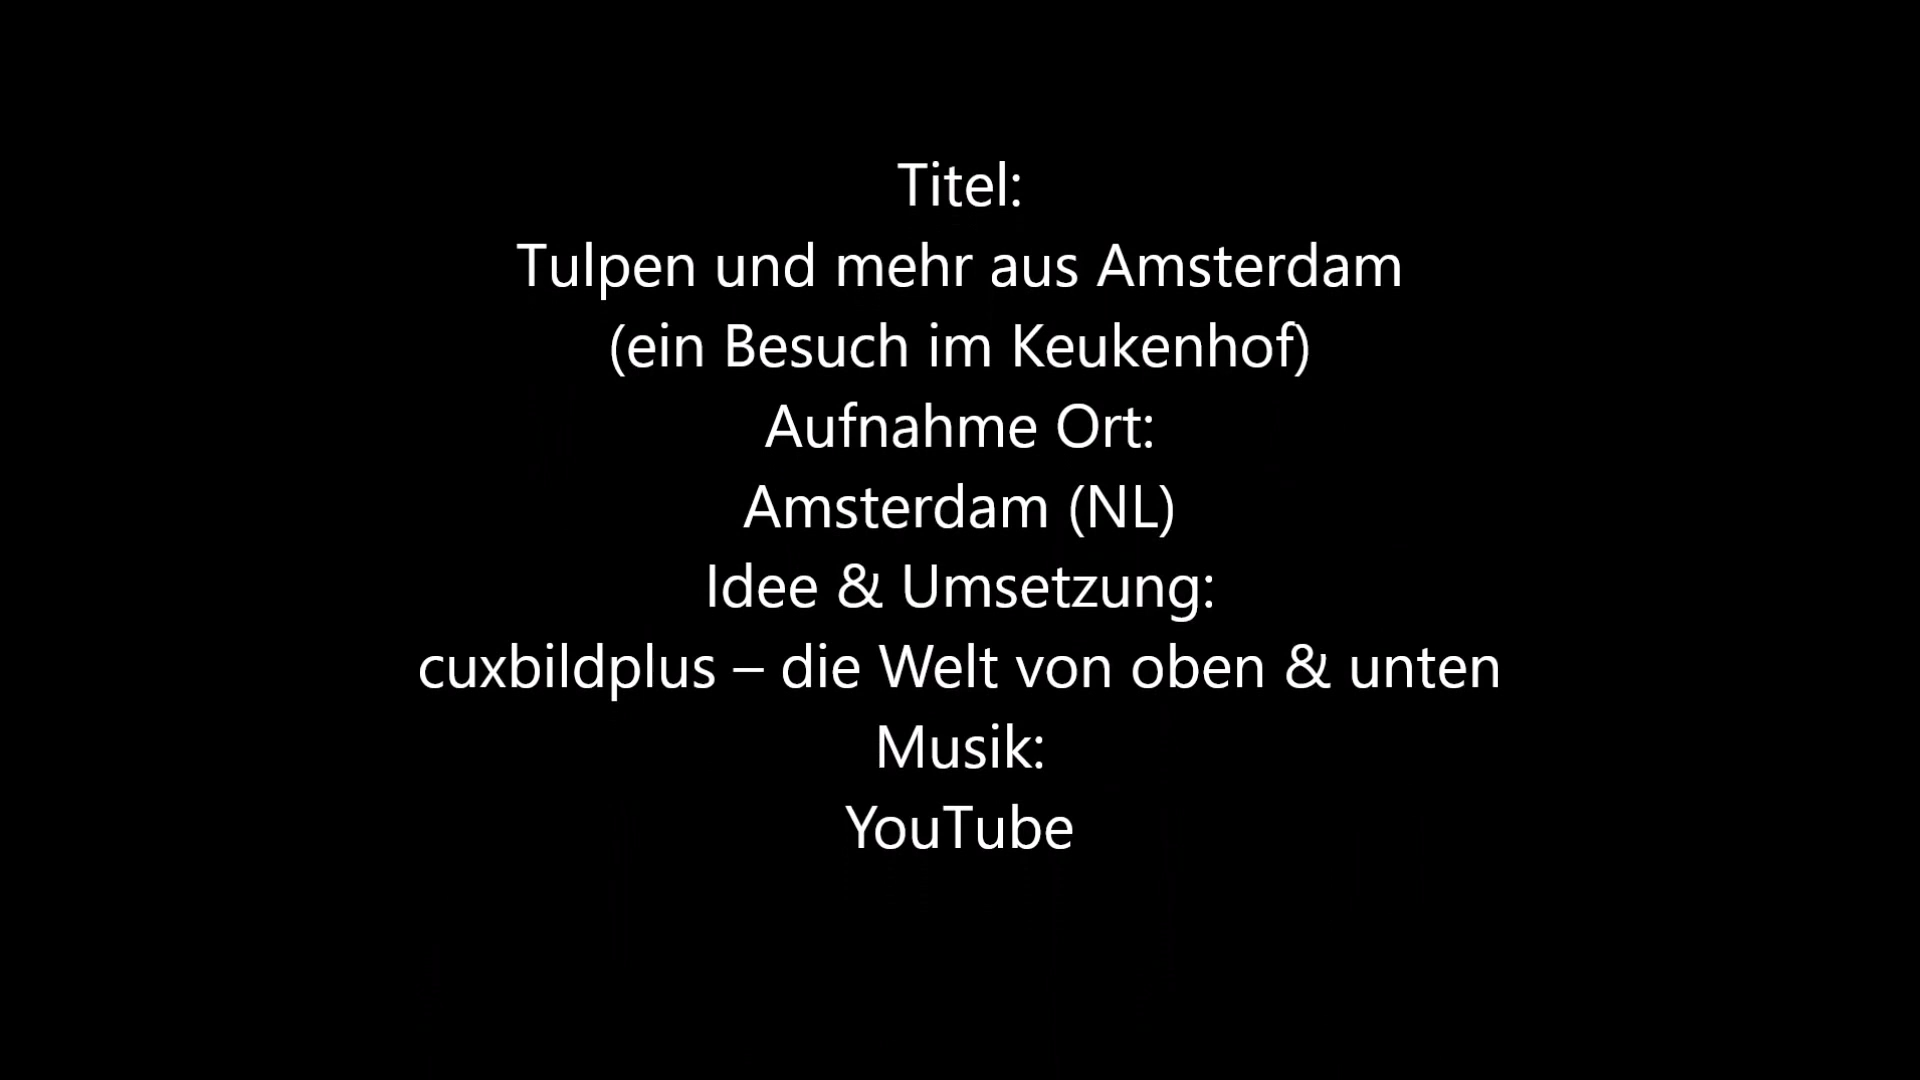 Titel:
Tulpen und mehr aus Amsterdam
(ein Besuch im Keukenhof)
Aufnahme Ort:
Amsterdam (NL)
Idee & Umsetzung:
cuxbildplus – die Welt von oben & unten
Musik:
YouTube